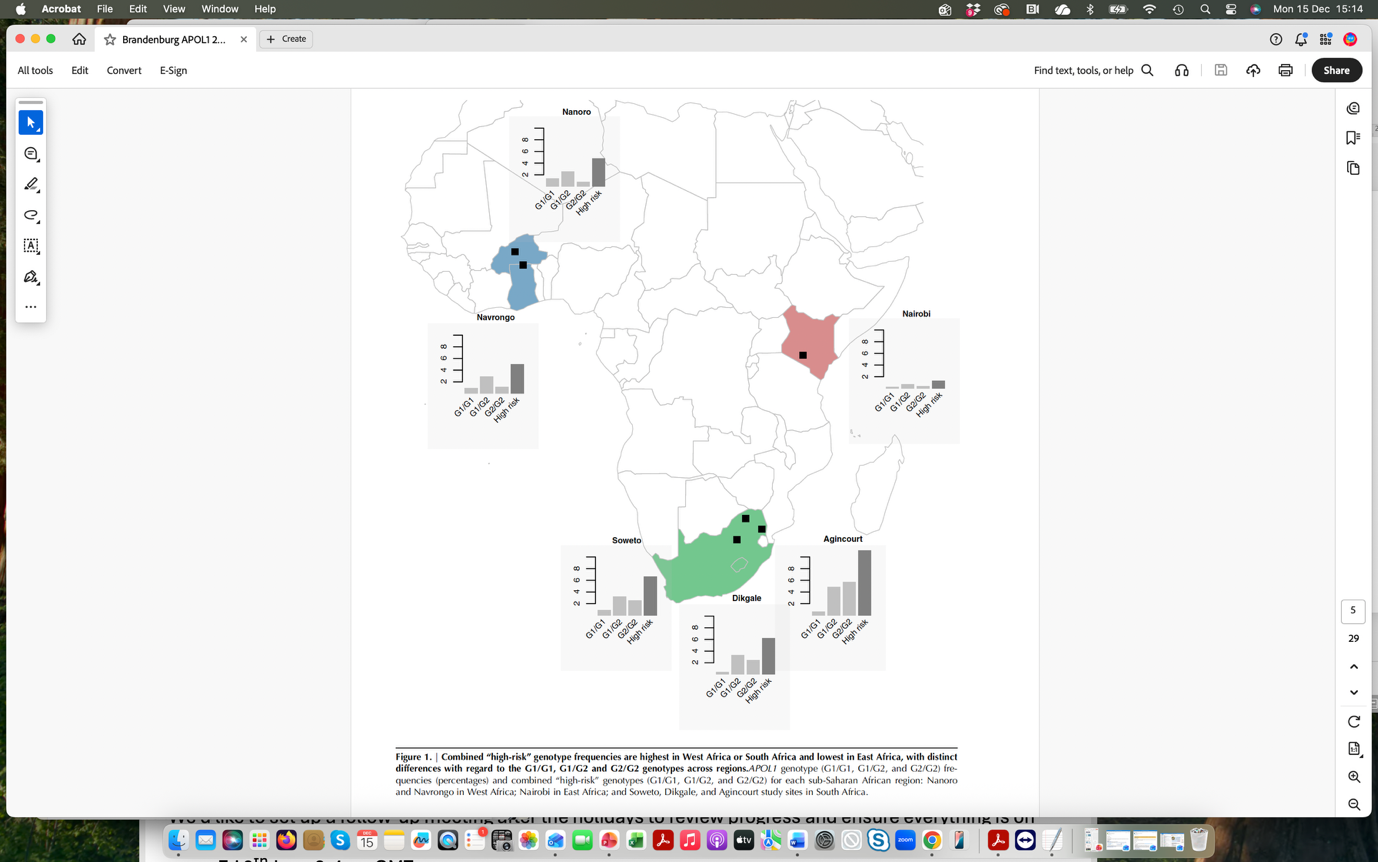 Acrobat File Edit View Window Help
Mon 15 Dec 15:14
Brandenburg APOL1 2...
Create
All tools Edit Convert E-Sign
Find text, tools, or help
Share
Nanoro
2 4 6 8
G1/G1 G1/G2 G2/G2 High risk
Navrongo
2 4 6 8
G1/G1 G1/G2 G2/G2 High risk
Nairobi
2 4 6 8
G1/G1 G1/G2 G2/G2 High risk
Soweto
2 4 6 8
G1/G1 G1/G2 G2/G2 High risk
Agincourt
2 4 6 8
G1/G1 G1/G2 G2/G2 High risk
Dikgale
2 4 6 8
G1/G1 G1/G2 G2/G2 High risk
5
29
Figure 1. | Combined “high-risk” genotype frequencies are highest in West Africa or South Africa and lowest in East Africa, with distinct
differences with regard to the G1/G1, G1/G2 and G2/G2 genotypes across regions.APOL1 genotype (G1/G1, G1/G2, and G2/G2) fre-
quencies (percentages) and combined “high-risk” genotypes (G1/G1, G1/G2, and G2/G2) for each sub-Saharan African region: Nanoro
and Navrongo in West Africa; Nairobi in East Africa; and Soweto, Dikgale, and Agincourt study sites in South Africa.